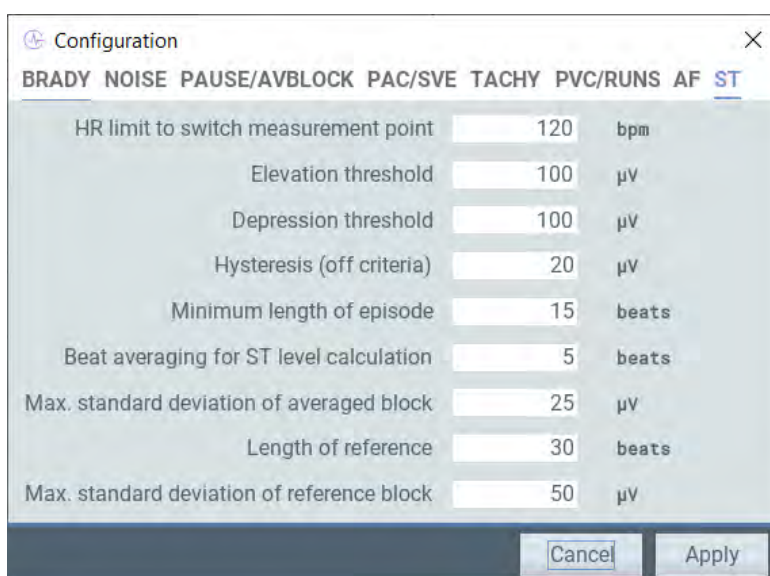 Configuration
BRADY NOISE PAUSE/AVBLOCK PAC/SVE TACHY PVC/RUNS AF ST
HR limit to switch measurement point 120 bpm
Elevation threshold 100 µV
Depression threshold 100 µV
Hysteresis (off criteria) 20 µV
Minimum length of episode 15 beats
Beat averaging for ST level calculation 5 beats
Max. standard deviation of averaged block 25 µV
Length of reference 30 beats
Max. standard deviation of reference block 50 µV
Cancel Apply